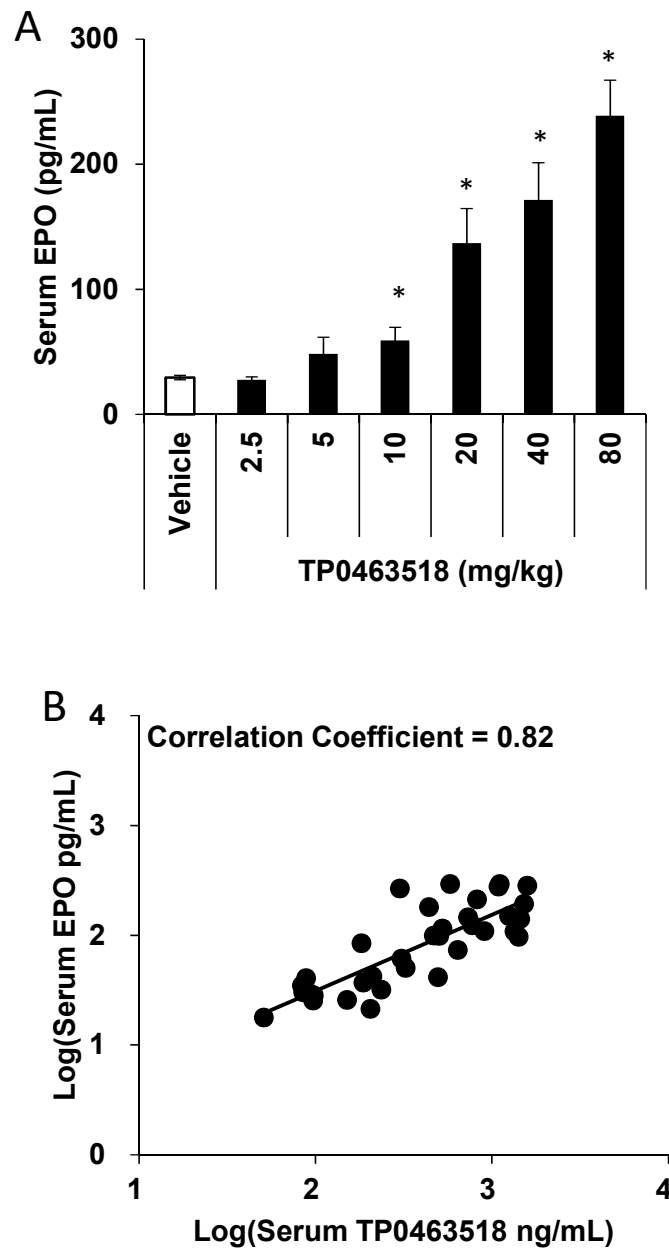 A
300
200
100
0
Serum EPO (pg/mL)
*
*
*
*
Vehicle
2.5
5
10
20
40
80
TP0463518 (mg/kg)
B
Correlation Coefficient = 0.82
4
3
2
1
0
Log(Serum EPO pg/mL)
1
2
3
4
Log(Serum TP0463518 ng/mL)